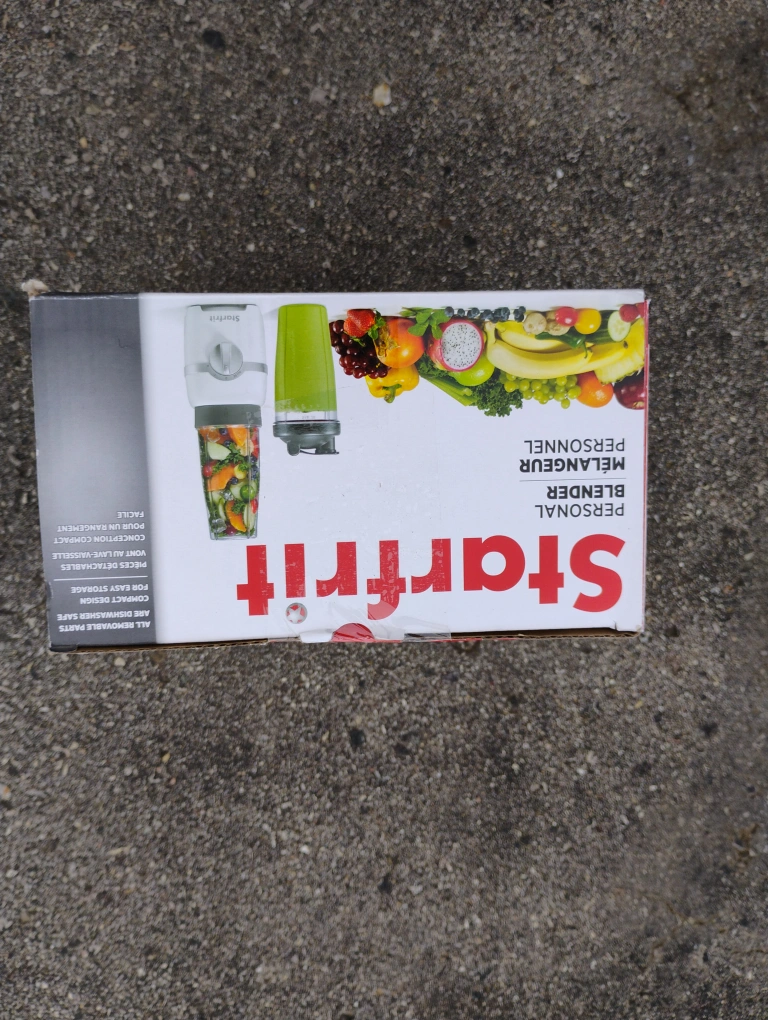 Starfrit
PERSONAL
BLENDER
MÉLANGEUR
PERSONNEL
Starfrit
ALL REMOVABLE PARTS
ARE DISHWASHER SAFE
COMPACT DESIGN
FOR EASY STORAGE
PIÈCES DÉTACHABLES
VONT AU LAVE-VAISSELLE
CONCEPTION COMPACT
POUR UN RANGEMENT
FACILE